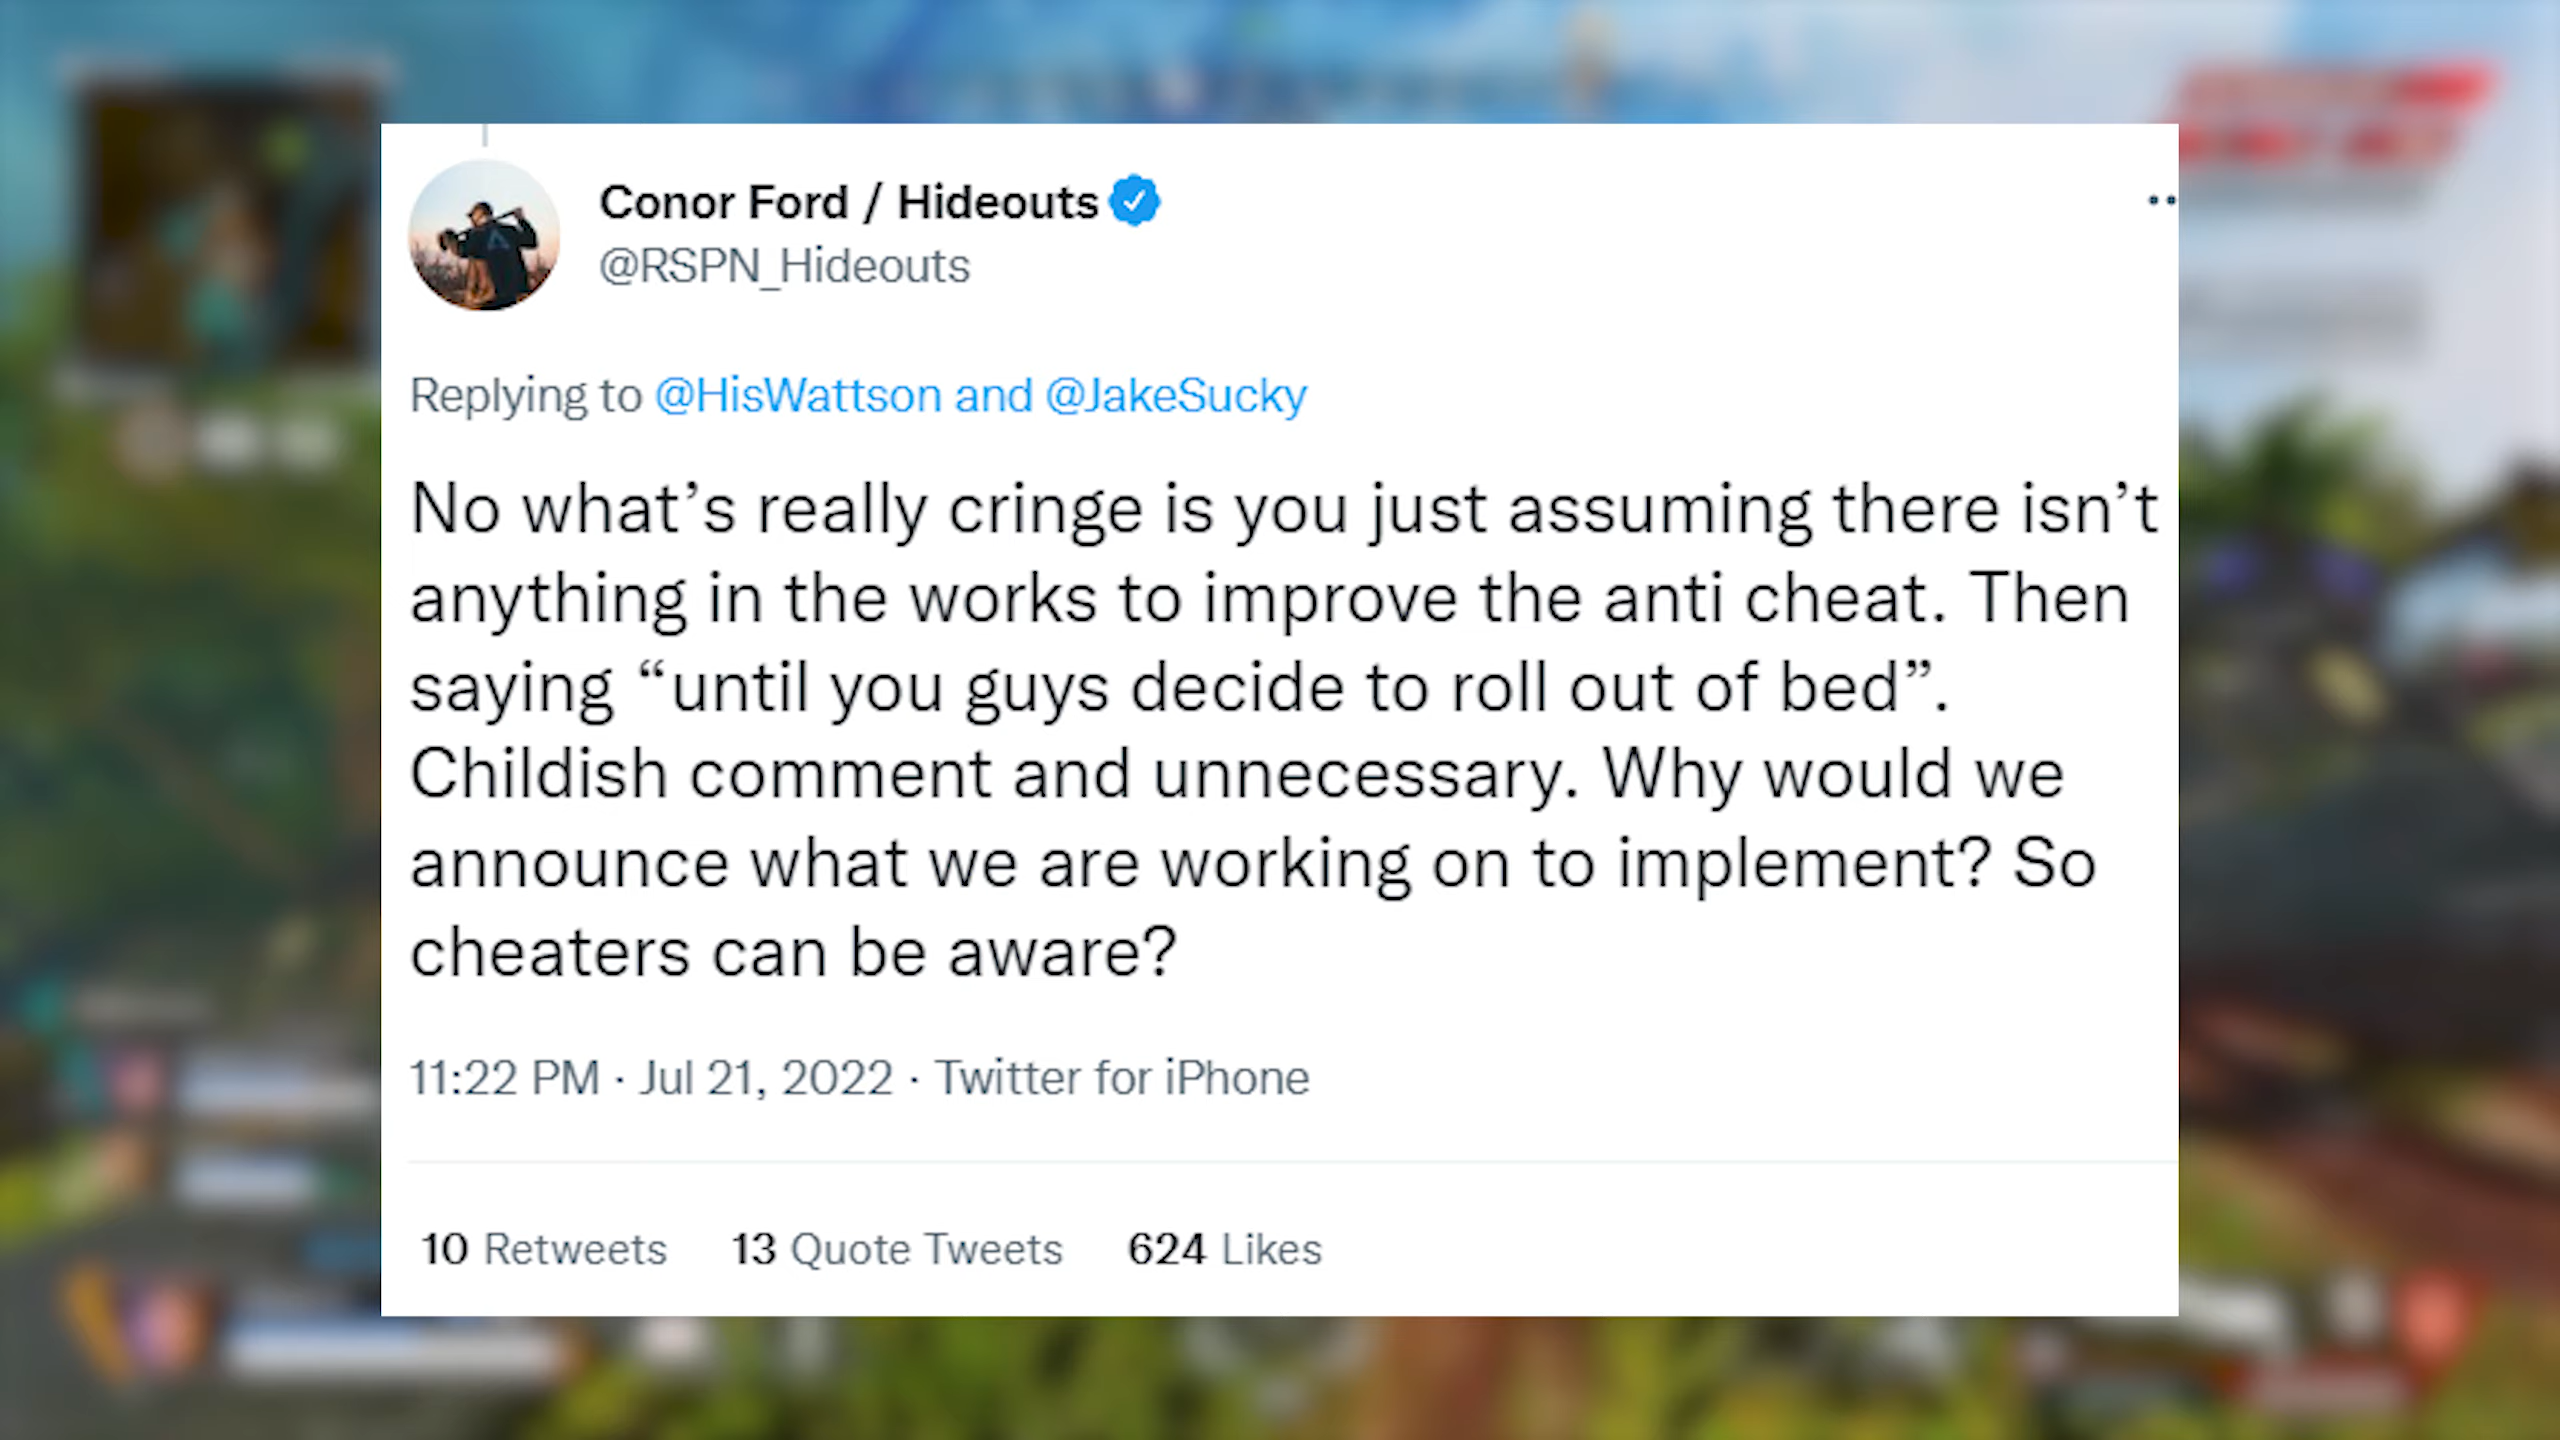 Conor Ford / Hideouts
@RSPN_Hideouts
Replying to @HisWattson and @JakeSucky
No what’s really cringe is you just assuming there isn’t
anything in the works to improve the anti cheat. Then
saying “until you guys decide to roll out of bed”.
Childish comment and unnecessary. Why would we
announce what we are working on to implement? So
cheaters can be aware?
11:22 PM · Jul 21, 2022 · Twitter for iPhone
10 Retweets 13 Quote Tweets 624 Likes